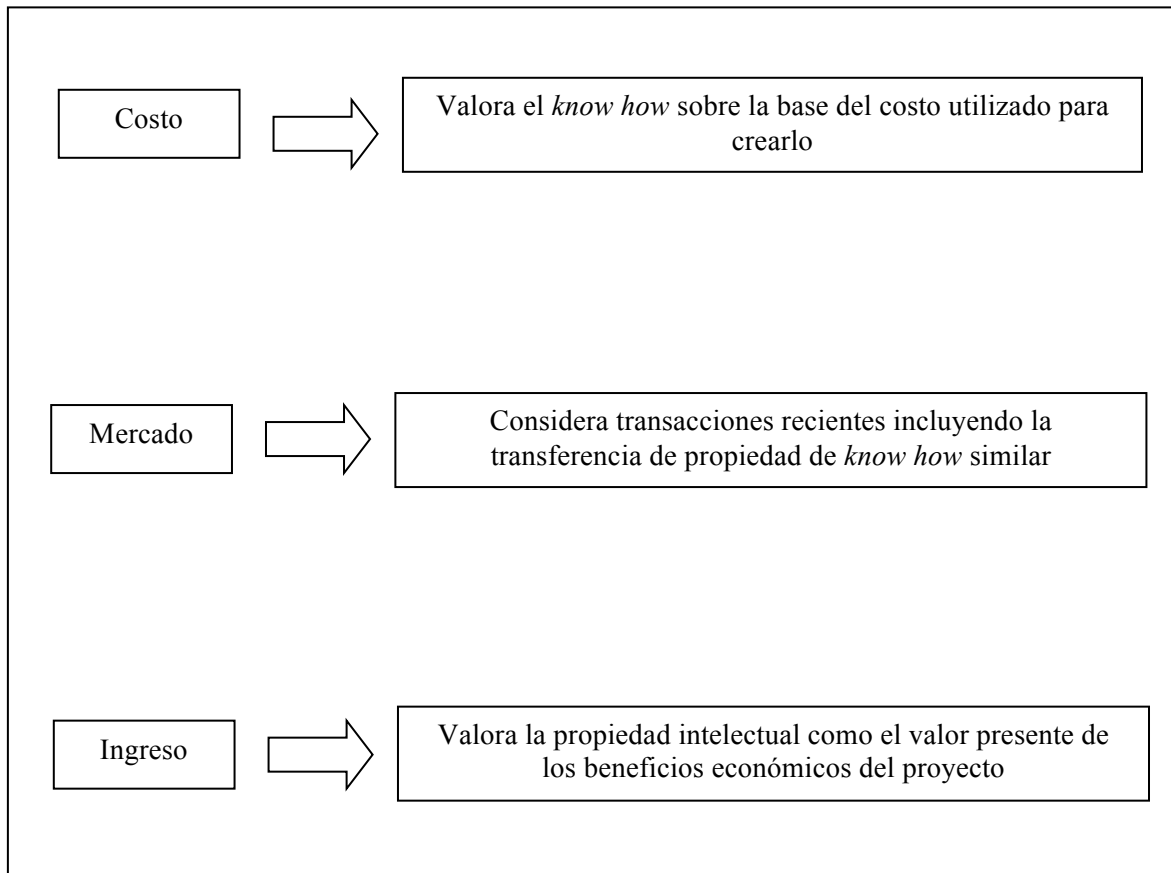 Costo
Valora el know how sobre la base del costo utilizado para
crearlo
Mercado
Considera transacciones recientes incluyendo la
transferencia de propiedad de know how similar
Ingreso
Valora la propiedad intelectual como el valor presente de
los beneficios económicos del proyecto